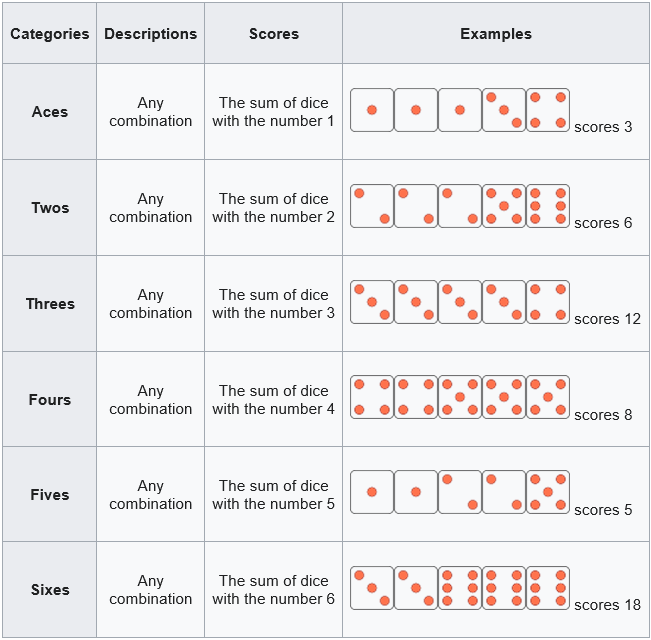 Categories Descriptions Scores Examples
Aces
Any
combination
The sum of dice
with the number 1
scores 3
Twos
Any
combination
The sum of dice
with the number 2
scores 6
Threes
Any
combination
The sum of dice
with the number 3
scores 12
Fours
Any
combination
The sum of dice
with the number 4
scores 8
Fives
Any
combination
The sum of dice
with the number 5
scores 5
Sixes
Any
combination
The sum of dice
with the number 6
scores 18